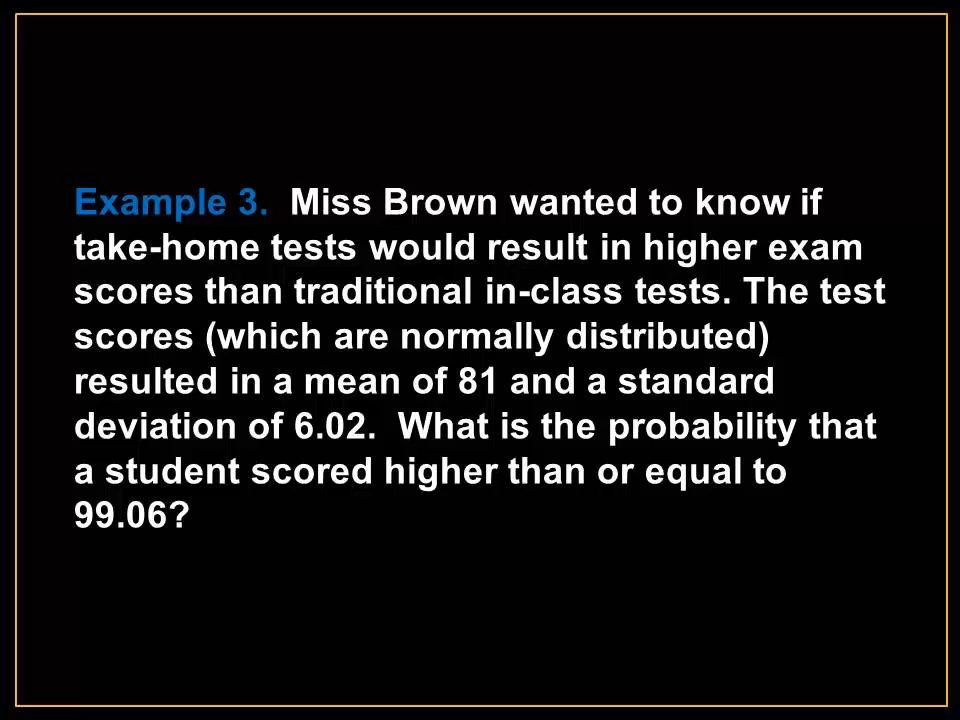 Example 3.  Miss Brown wanted to know if
take-home tests would result in higher exam
scores than traditional in-class tests. The test
scores (which are normally distributed)
resulted in a mean of 81 and a standard
deviation of 6.02.  What is the probability that
a student scored higher than or equal to
99.06?